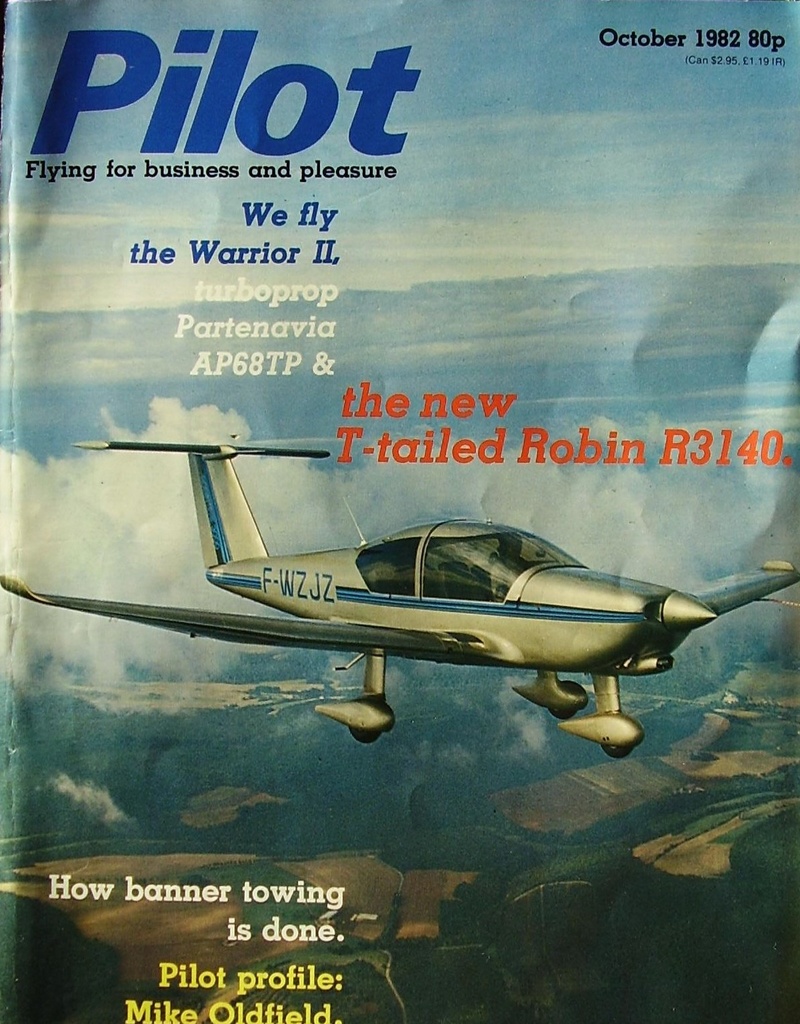 Pilot
October 1982 80p
(Can $2.95, £1.19 IR)
Flying for business and pleasure
We fly
the Warrior II,
turboprop
Partenavia
AP68TP &
the new
T-tailed Robin R3140.
F-WZJZ
How banner towing
is done.
Pilot profile:
Mike Oldfield.